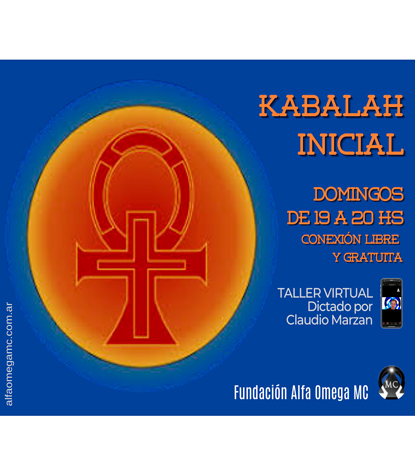 KABALAH
INICIAL
DOMINGOS
DE 19 A 20 HS
CONEXIÓN LIBRE
Y GRATUITA
TALLER VIRTUAL
Dictado por
Claudio Marzan
Fundación Alfa Omega MC
MC
alfaomegamc.com.ar